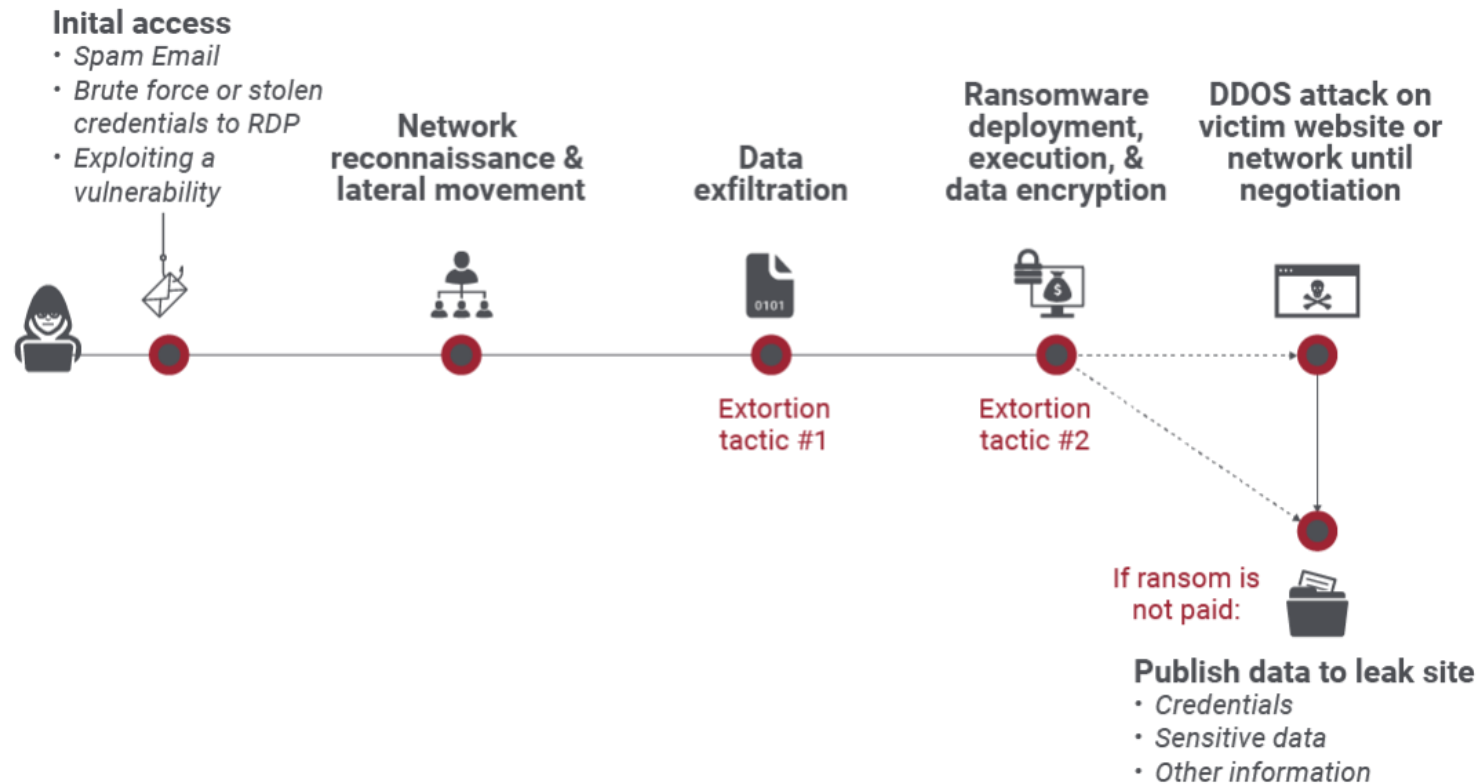 Inital access
• Spam Email
• Brute force or stolen
credentials to RDP
• Exploiting a
vulnerability
Network
reconnaissance &
lateral movement
Data
exfiltration
Ransomware
deployment,
execution, &
data encryption
DDOS attack on
victim website or
network until
negotiation
0101
$
Extortion
tactic #1
Extortion
tactic #2
If ransom is
not paid:
Publish data to leak site
• Credentials
• Sensitive data
• Other information